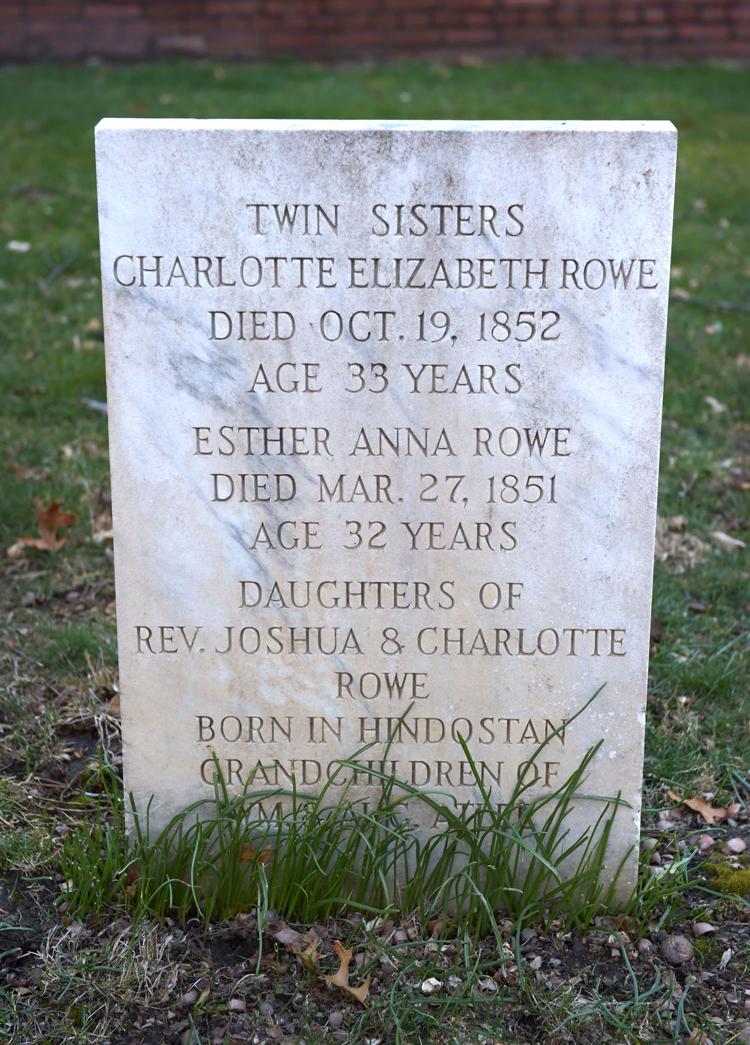 TWIN SISTERS
CHARLOTTE ELIZABETH ROWE
DIED OCT. 19, 1852
AGE 33 YEARS
ESTHER ANNA ROWE
DIED MAR. 27, 1851
AGE 32 YEARS
DAUGHTERS OF
REV. JOSHUA & CHARLOTTE
ROWE
BORN IN HINDOSTAN
GRANDCHILDREN OF